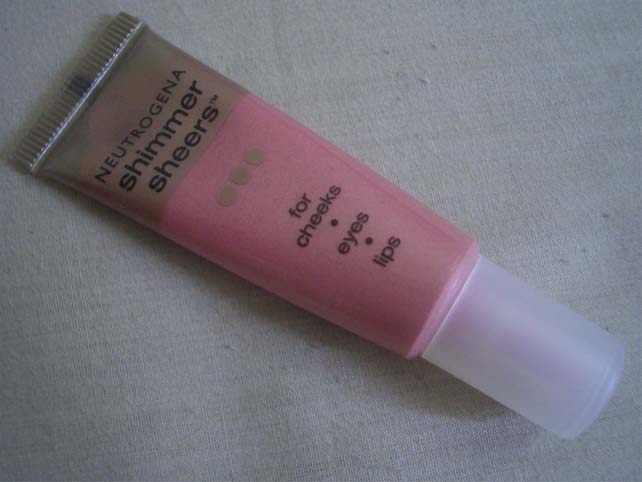 NEUTROGENA
shimmer
sheers™
for
cheeks
•
eyes
•
lips